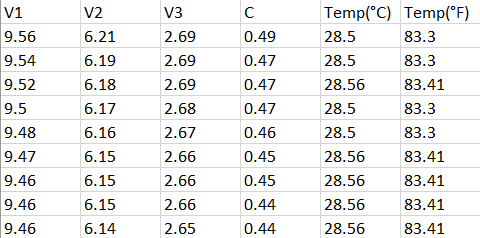 V1 V2 V3 C Temp(°C) Temp(°F)
9.56 6.21 2.69 0.49 28.5 83.3
9.54 6.19 2.69 0.47 28.5 83.3
9.52 6.18 2.69 0.47 28.56 83.41
9.5 6.17 2.68 0.47 28.5 83.3
9.48 6.16 2.67 0.46 28.5 83.3
9.47 6.15 2.66 0.45 28.56 83.41
9.46 6.15 2.66 0.45 28.56 83.41
9.46 6.15 2.66 0.44 28.56 83.41
9.46 6.14 2.65 0.44 28.56 83.41